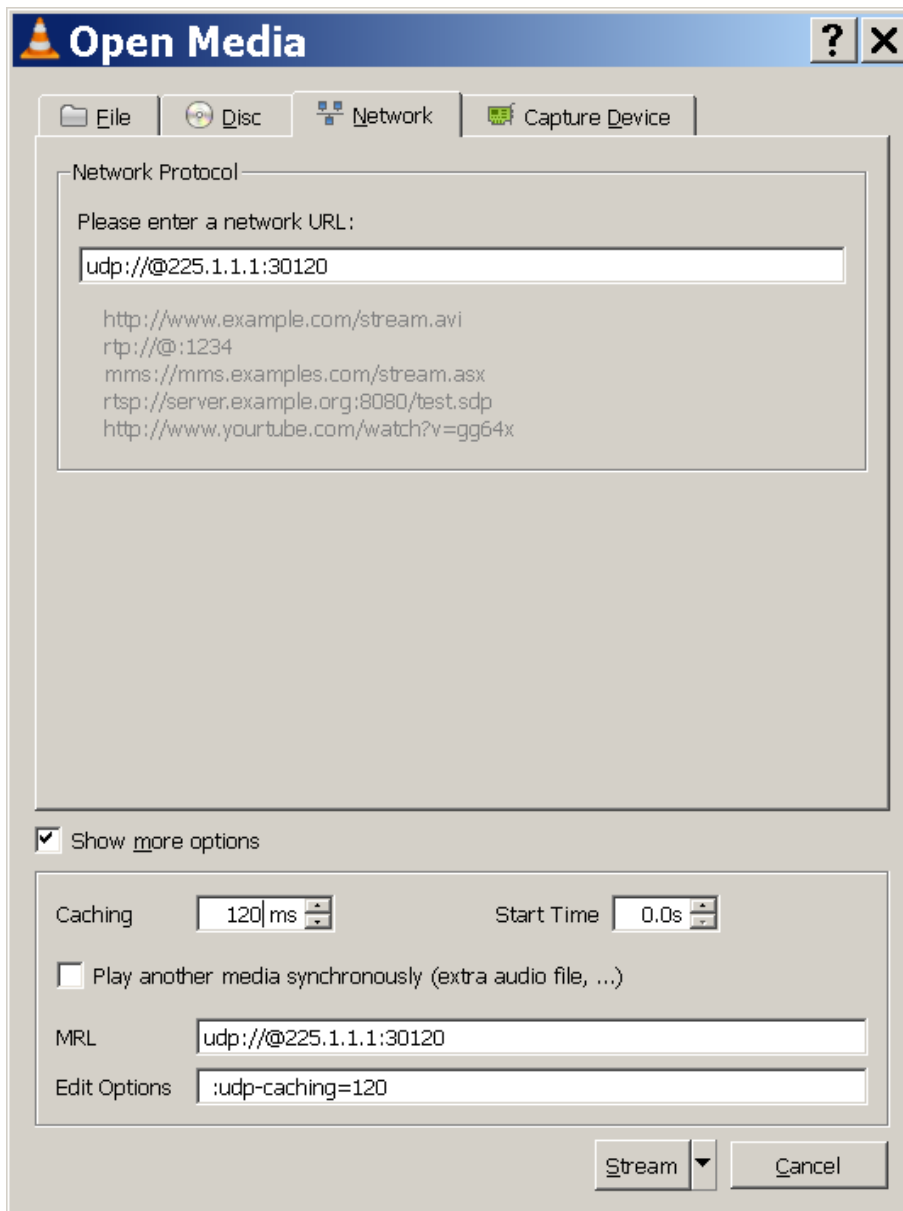 Open Media ? X
File Disc Network Capture Device
Network Protocol
Please enter a network URL:
udp://@225.1.1.1:30120
http://www.example.com/stream.avi
rtp://@:1234
mms://mms.examples.com/stream.asx
rtsp://server.example.org:8080/test.sdp
http://www.yourtube.com/watch?v=gg64x
Show more options
Caching 120 ms Start Time 0.0s
Play another media synchronously (extra audio file, ...)
MRL udp://@225.1.1.1:30120
Edit Options :udp-caching=120
Stream Cancel